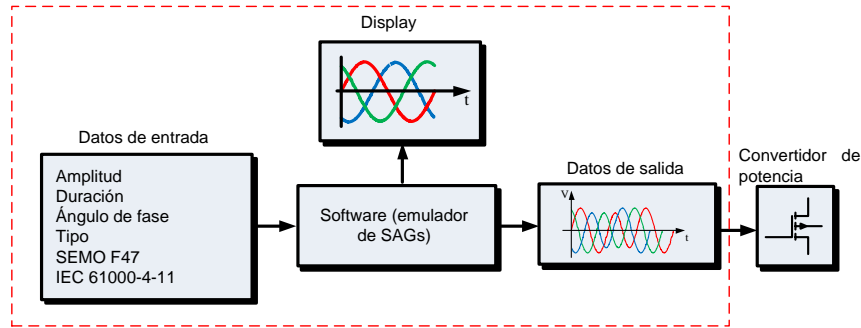 Display
t
Datos de entrada
Amplitud
Duración
Ángulo de fase
Tipo
SEMO F47
IEC 61000-4-11
Software (emulador
de SAGs)
Datos de salida
V
t
Convertidor de
potencia